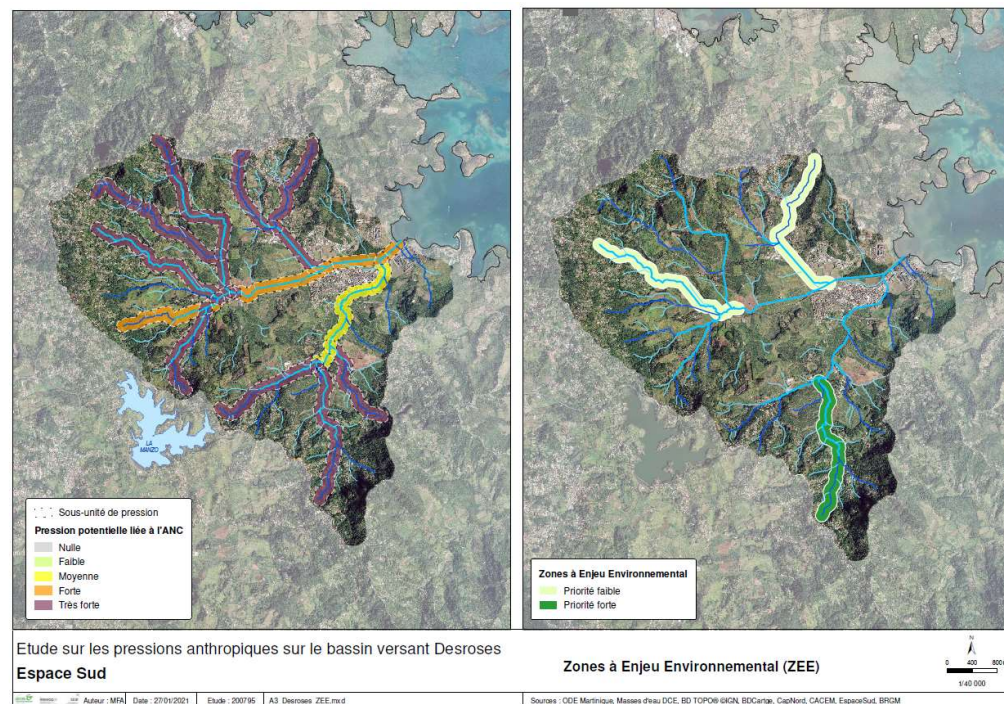 LA
MANZO
Sous-unité de pression
Pression potentielle liée à l'ANC
Nulle
Faible
Moyenne
Forte
Très forte
Zones à Enjeu Environnemental
Priorité faible
Priorité forte
Etude sur les pressions anthropiques sur le bassin versant Desroses
Espace Sud
Zones à Enjeu Environnemental (ZEE)
N
0 400 800
1/40 000
Auteur : MFA Date : 27/01/2021 Etude : 200795 A3_Desroses_ZEE.mxd
Sources : ODE Martinique, Masses d'eau DCE, BD TOPO® @IGN, BDCartge, CapNord, CACEM, EspaceSud, BRGM